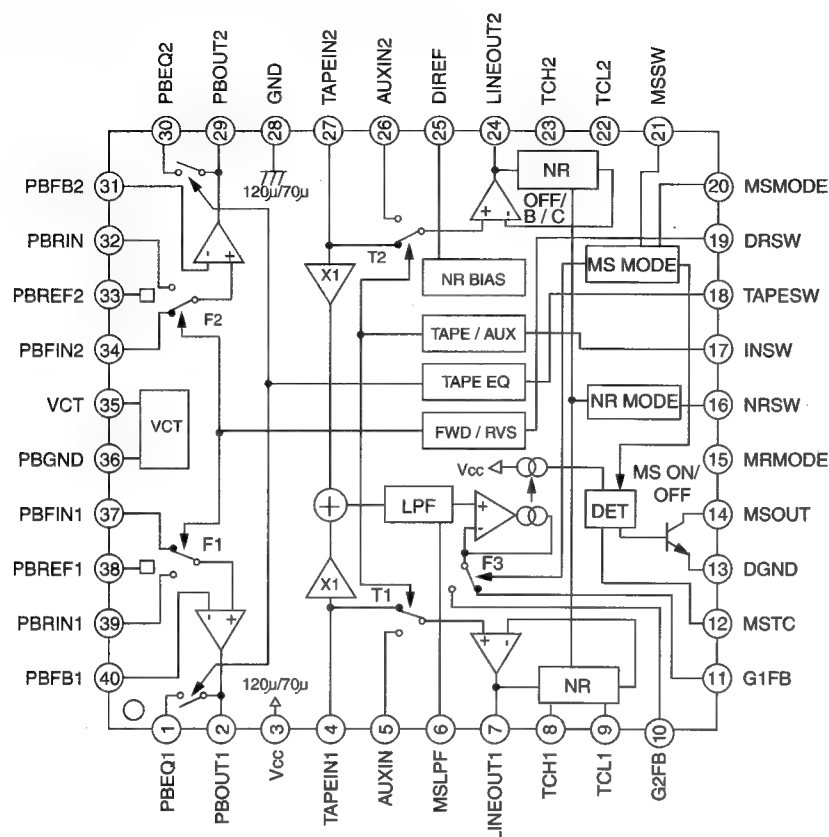 PBEQ2
PBOUT2
GND
TAPEIN2
AUXIN2
DIREF
LINEOUT2
TCH2
TCL2
MSSW
30
29
28
27
26
25
24
23
22
21
PBFB2
31
120μ/70μ
NR
OFF/
B / C
20
MSMODE
PBRIN
32
T2
19
DRSW
MS MODE
X1
NR BIAS
PBREF2
33
18
TAPESW
F2
TAPE / AUX
PBFIN2
34
17
INSW
TAPE EQ
VCT
35
VCT
NR MODE
16
NRSW
FWD / RVS
PBGND
36
Vcc
MS ON/
OFF
15
MRMODE
PBFIN1
37
LPF
DET
14
MSOUT
F1
PBREF1
38
X1
F3
13
DGND
T1
PBRIN1
39
12
MSTC
PBFB1
40
120μ/70μ
NR
11
G1FB
1
2
3
4
5
6
7
8
9
10
PBEQ1
PBOUT1
Vcc
TAPEIN1
AUXIN
MSLPF
LINEOUT1
TCH1
TCL1
G2FB